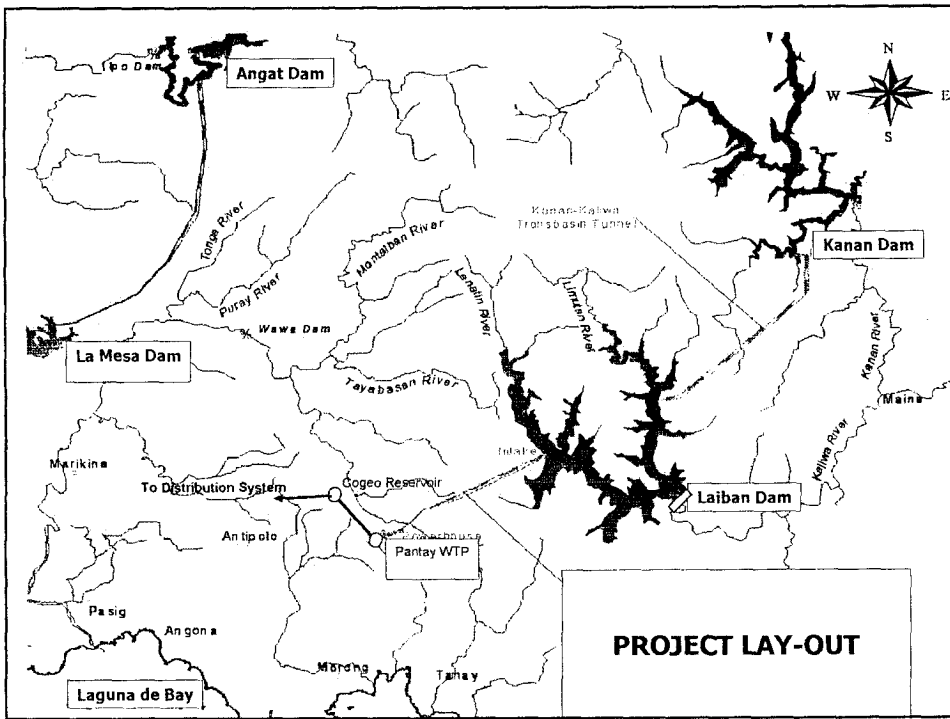 Ipo Dam
Angat Dam
N
W
E
S
Tonge River
Puray River
Montalban River
Kanan-Kaliwa
Transbasin Tunnel
Kanan Dam
Lenatin River
Limutan River
Wawa Dam
La Mesa Dam
Tayabasan River
Kanan River
Maina
Kaliwa River
Marikina
Intake
To Distribution System
Cogeo Reservoir
Laiban Dam
Antipolo
Powerhouse
Pantay WTP
Pasig
Angona
Morong
Tanay
PROJECT LAY-OUT
Laguna de Bay